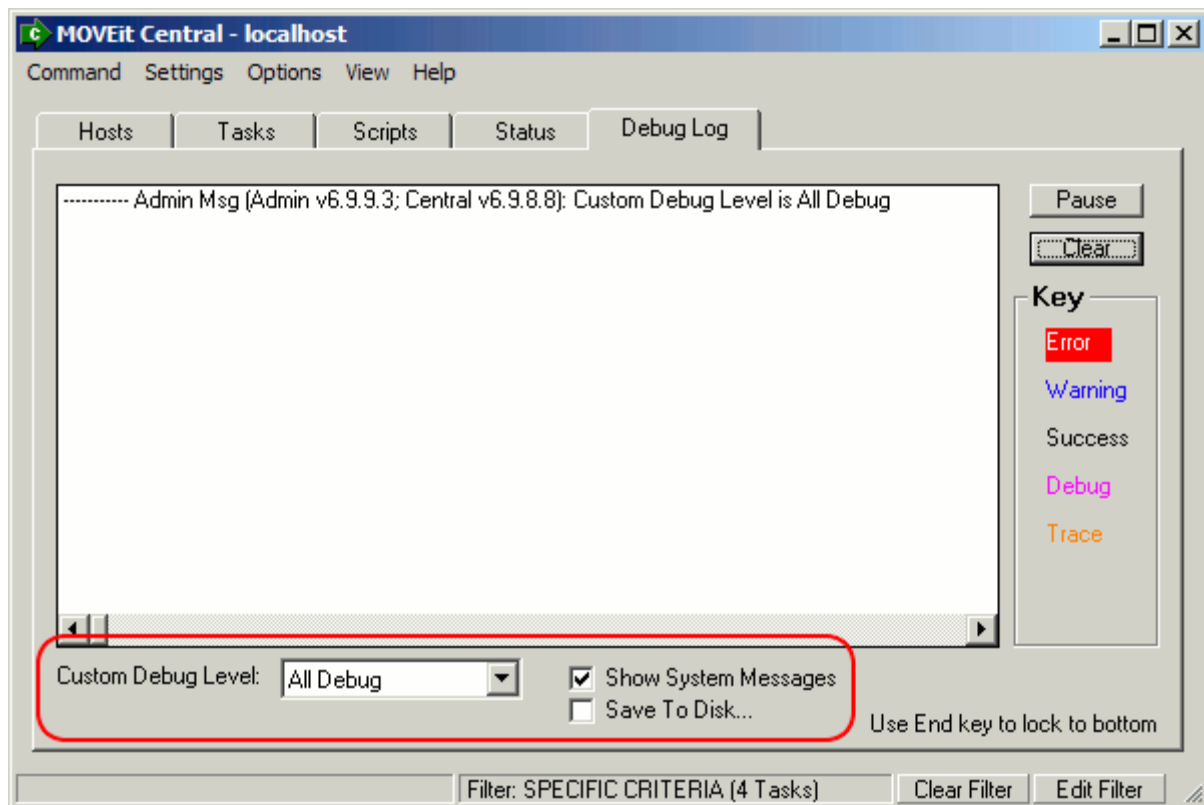 MOVEit Central - localhost
Command Settings Options View Help
Hosts Tasks Scripts Status Debug Log
----------- Admin Msg (Admin v6.9.9.3; Central v6.9.8.8): Custom Debug Level is All Debug
Pause
Clear
Key
Error
Warning
Success
Debug
Trace
Custom Debug Level: All Debug
Show System Messages
Save To Disk...
Use End key to lock to bottom
Filter: SPECIFIC CRITERIA (4 Tasks) Clear Filter Edit Filter